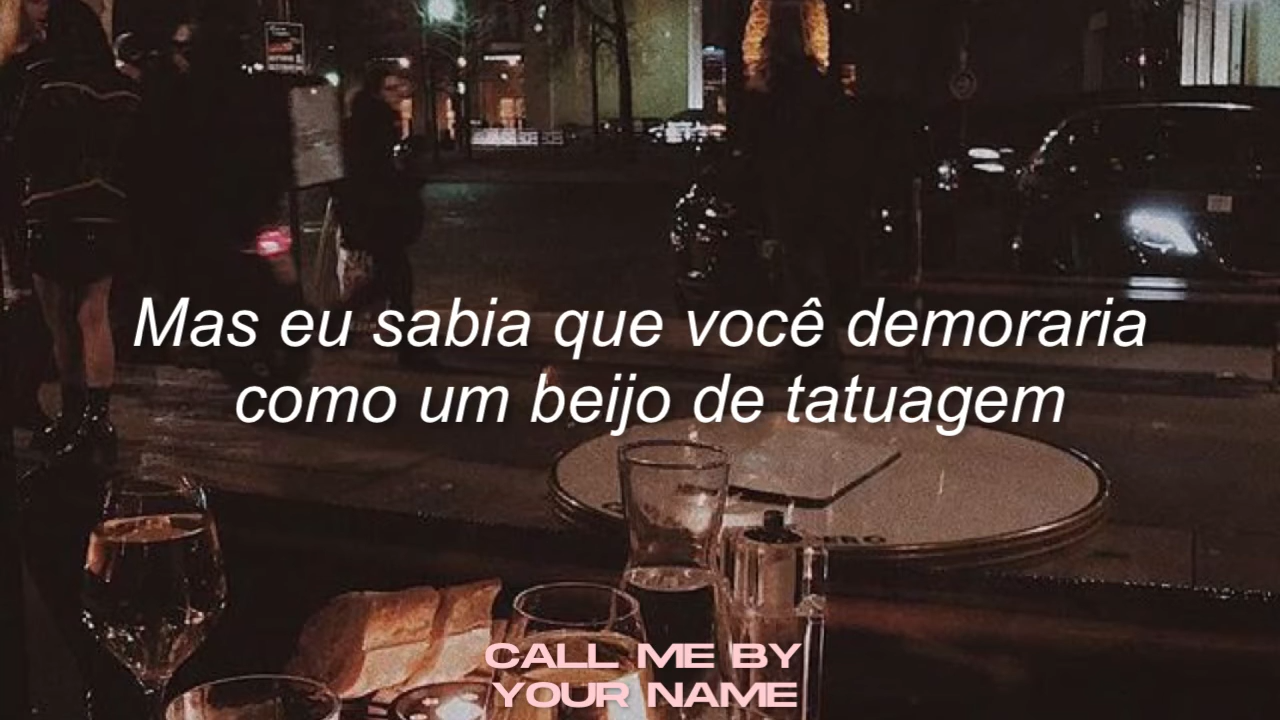 Mas eu sabia que você demoraria
como um beijo de tatuagem
CALL ME BY
YOUR NAME